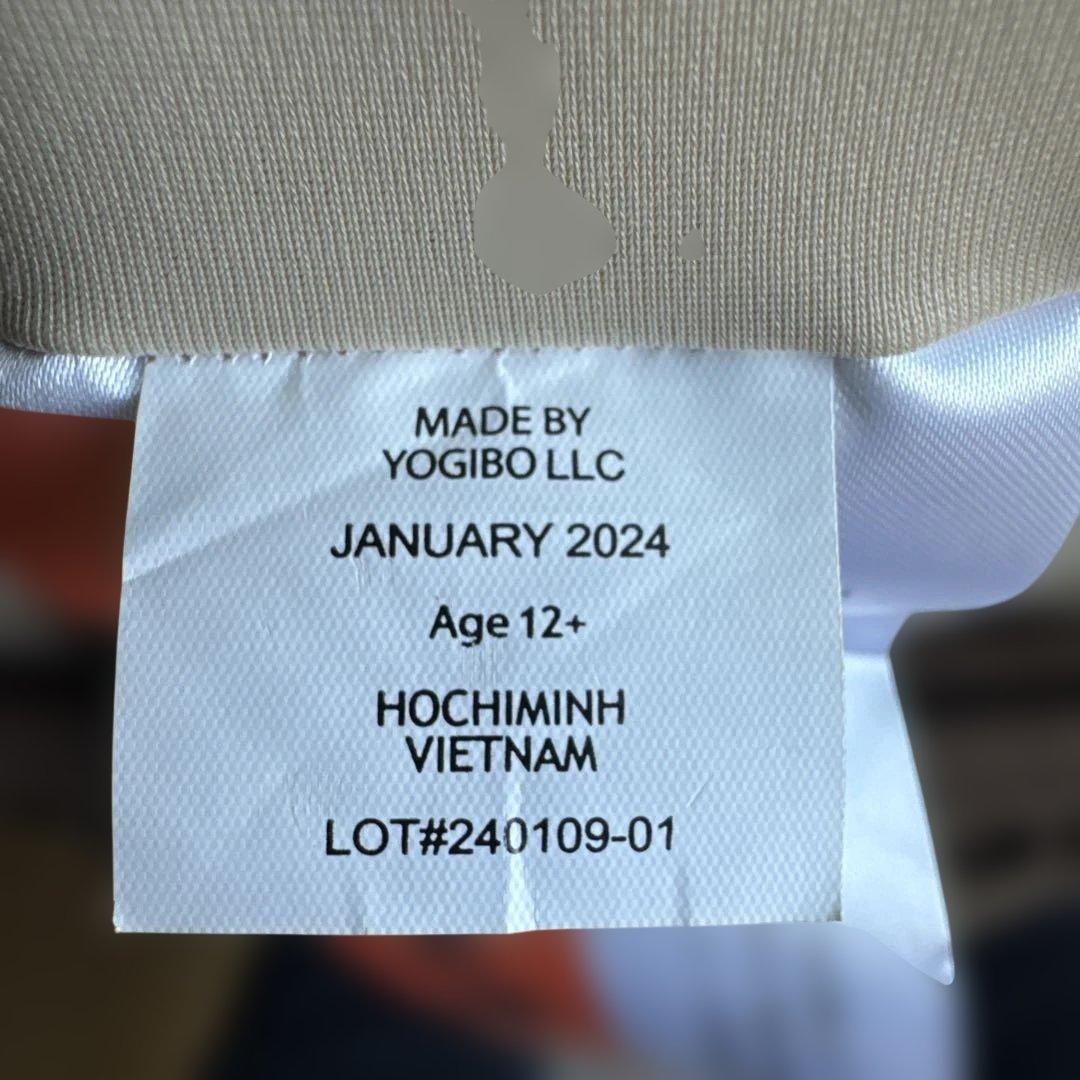 MADE BY
YOGIBO LLC
JANUARY 2024
Age 12+
HOCHIMINH
VIETNAM
LOT#240109-01